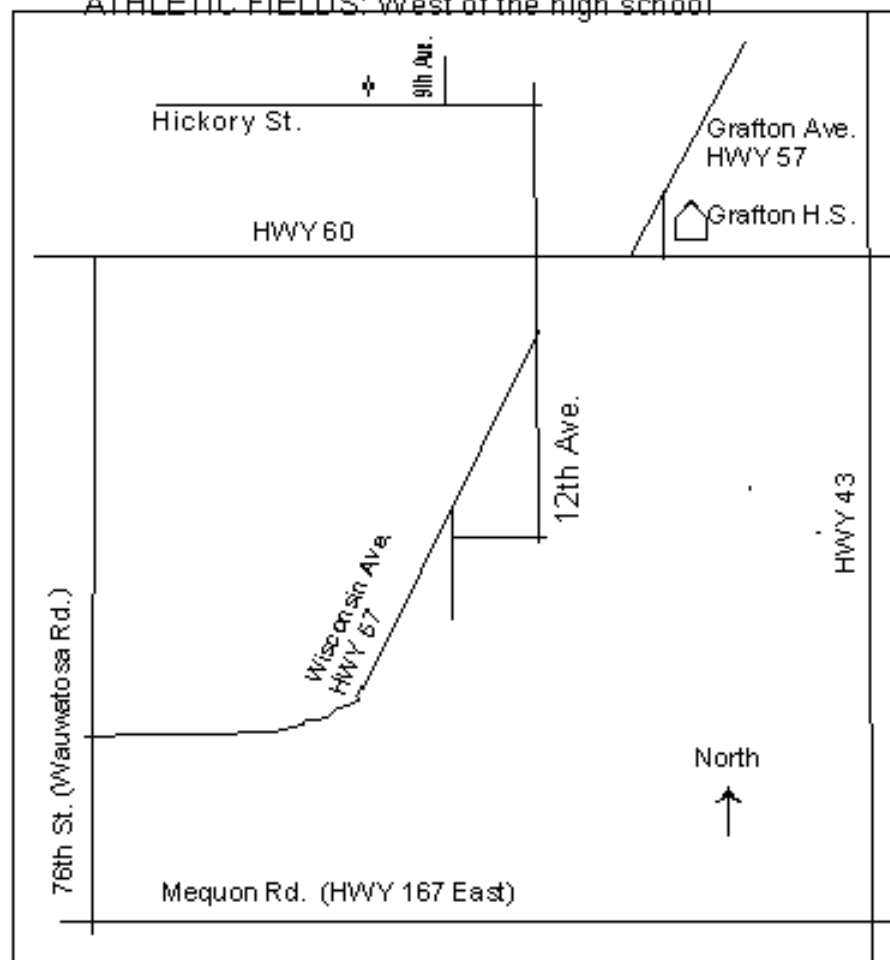 ATHLETIC FIELDS: West of the high school
9th Ave.
Hickory St.
Grafton Ave.
HWY 57
Grafton H.S.
HWY 60
12th Ave.
HWY 43
Wisconsin Ave.
HWY 57
76th St. (Wauwatosa Rd.)
North
Mequon Rd. (HWY 167 East)